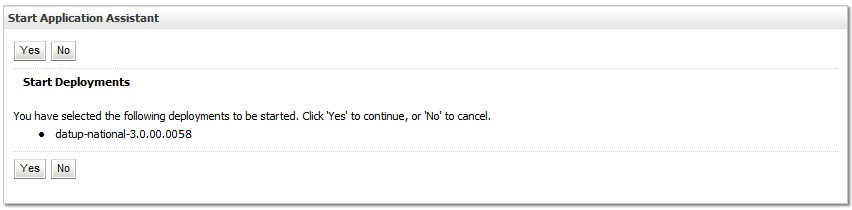 Start Application Assistant
Yes No
Start Deployments
You have selected the following deployments to be started. Click 'Yes' to continue, or 'No' to cancel.
• datup-national-3.0.00.0058
Yes No